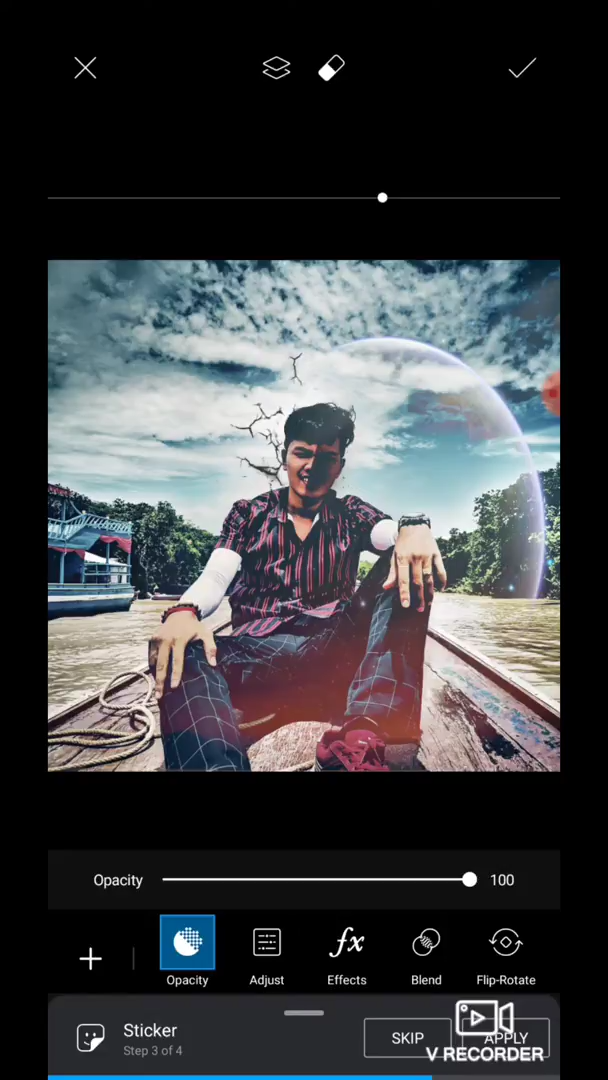 Opacity 100
Opacity Adjust Effects Blend Flip-Rotate
Sticker
Step 3 of 4
SKIP APPLY
V RECORDER